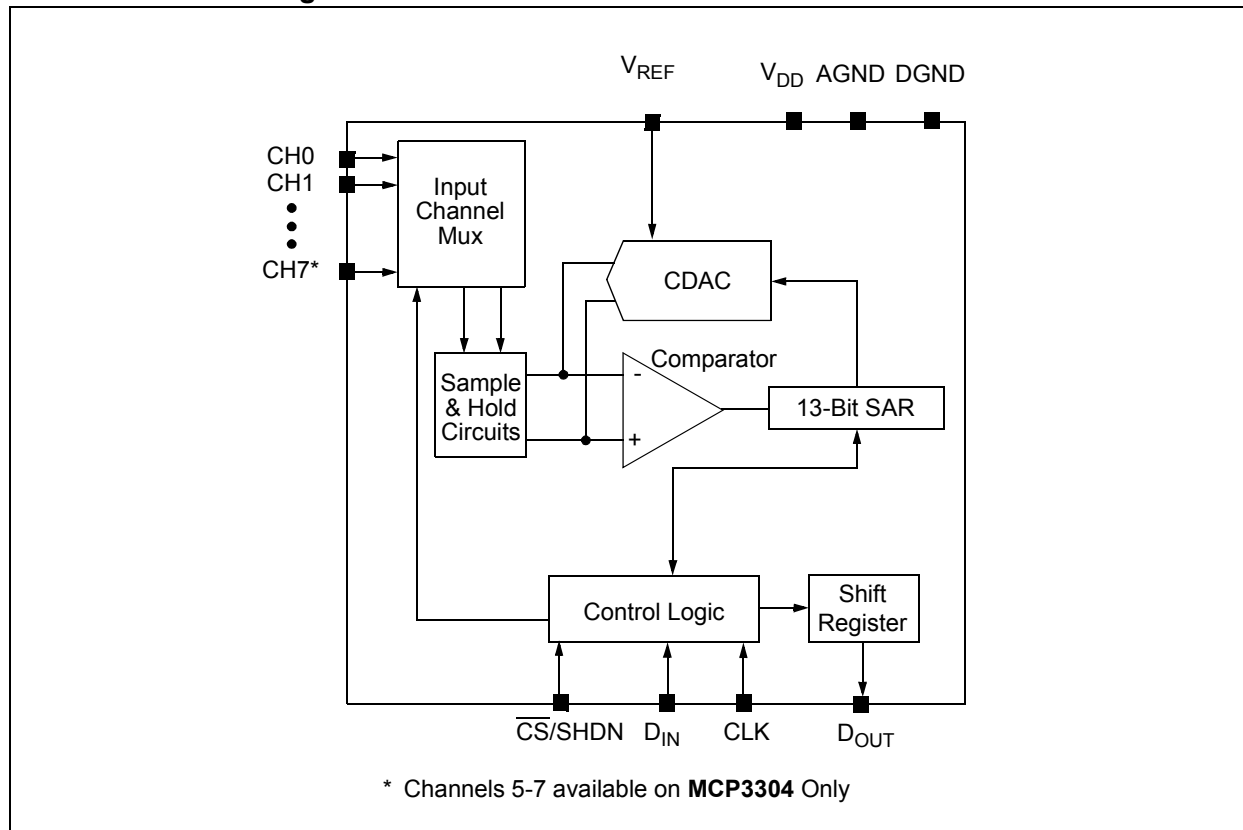 V_REF
V_DD AGND DGND
CH0
CH1
CH7*
Input
Channel
Mux
CDAC
Comparator
Sample
& Hold
Circuits
-
+
13-Bit SAR
Control Logic
Shift
Register
C̅S̅/SHDN D_IN CLK D_OUT
* Channels 5-7 available on MCP3304 Only